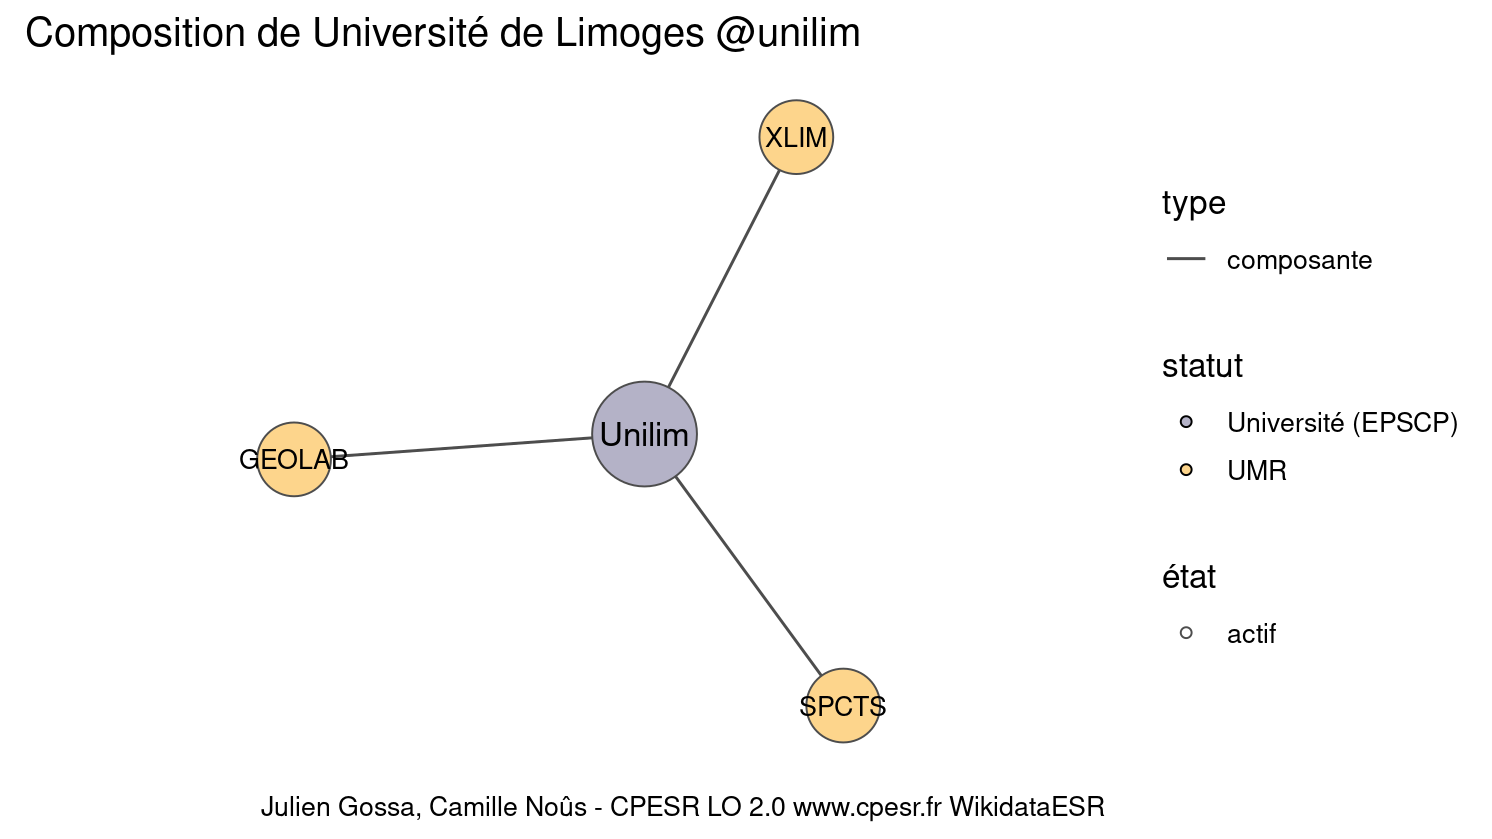 Composition de Université de Limoges @unilim
XLIM
Unilim
GEOLAB
SPCTS
type
composante
statut
Université (EPSCP)
UMR
état
actif
Julien Gossa, Camille Noûs - CPESR LO 2.0 www.cpesr.fr WikidataESR